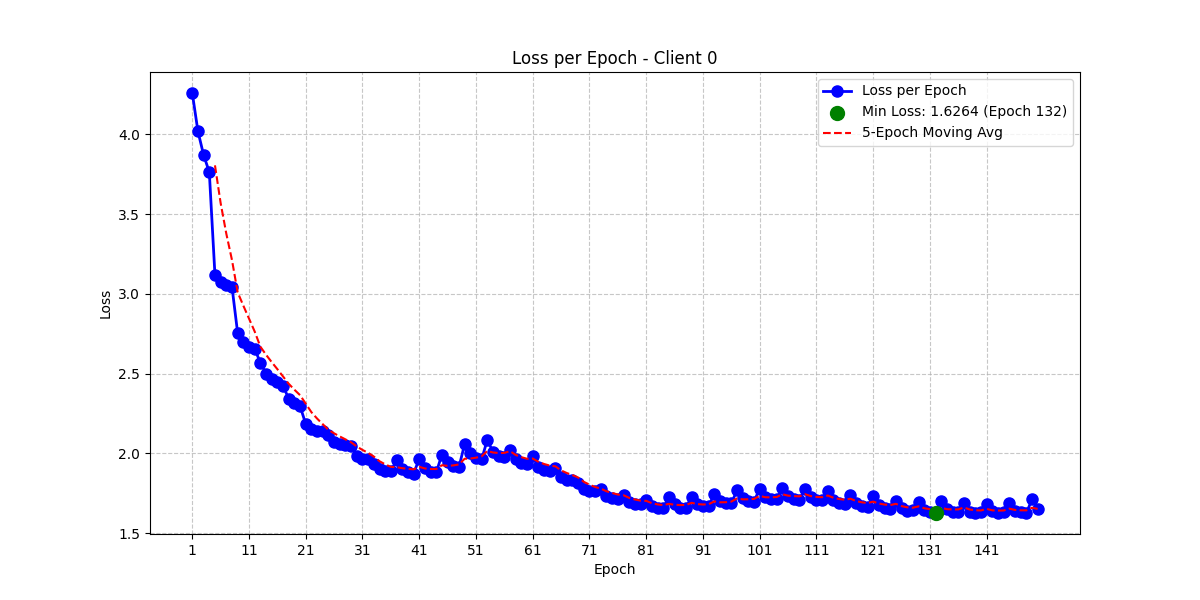 Loss per Epoch - Client 0
Loss per Epoch
Min Loss: 1.6264 (Epoch 132)
5-Epoch Moving Avg
4.0
3.5
3.0
2.5
2.0
1.5
Loss
1 11 21 31 41 51 61 71 81 91 101 111 121 131 141
Epoch